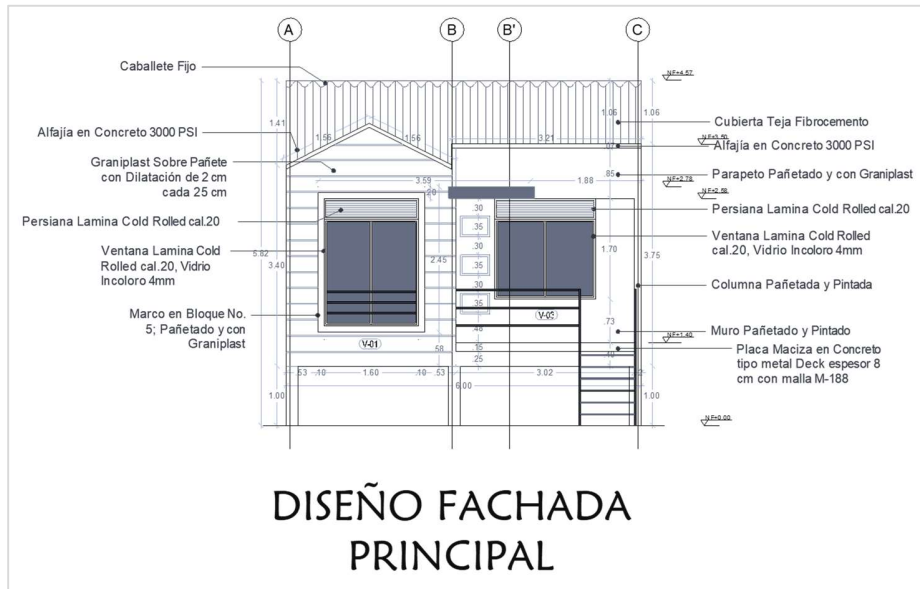 A
B
B'
C
Caballete Fijo
Alfajía en Concreto 3000 PSI
Graniplast Sobre Pañete
con Dilatación de 2 cm
cada 25 cm
Persiana Lamina Cold Rolled cal.20
Ventana Lamina Cold
Rolled cal.20, Vidrio
Incoloro 4mm
Marco en Bloque No.
5; Pañetado y con
Graniplast
1.41
1.56
1.56
3.21
1.06
1.06
3.59
1.88
.20
.85
5.82
3.40
2.45
.30
.35
.30
.35
.30
.35
.48
.15
.25
1.70
.73
3.75
.58
V-01
.53
.10
1.60
.10
.53
3.02
6.00
1.00
1.00
NF+4.57
NF+2.78
NF+2.58
NF+1.40
NF+0.00
Cubierta Teja Fibrocemento
Alfajía en Concreto 3000 PSI
Parapeto Pañetado y con Graniplast
Persiana Lamina Cold Rolled cal.20
Ventana Lamina Cold Rolled
cal.20, Vidrio Incoloro 4mm
Columna Pañetada y Pintada
Muro Pañetado y Pintado
Placa Maciza en Concreto
tipo metal Deck espesor 8
cm con malla M-188
DISEÑO FACHADA
PRINCIPAL